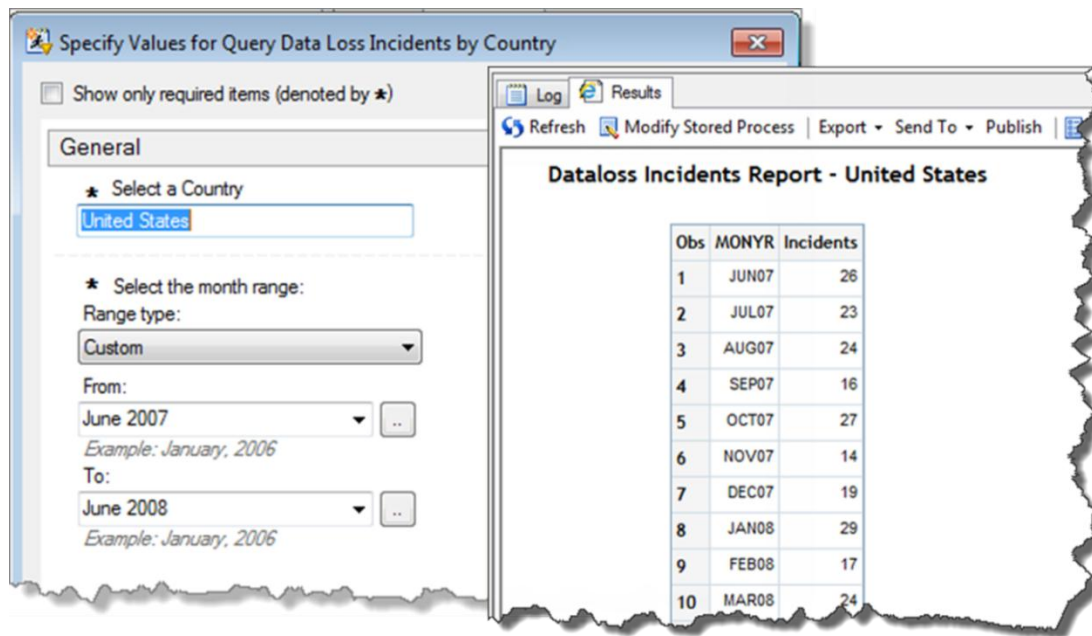 Specify Values for Query Data Loss Incidents by Country
Show only required items (denoted by *)
General
* Select a Country
United States
* Select the month range:
Range type:
Custom
From:
June 2007
..
Example: January, 2006
To:
June 2008
..
Example: January, 2006
Log Results
Refresh Modify Stored Process | Export Send To Publish |
Dataloss Incidents Report - United States
Obs MONYR Incidents
1 JUN07 26
2 JUL07 23
3 AUG07 24
4 SEP07 16
5 OCT07 27
6 NOV07 14
7 DEC07 19
8 JAN08 29
9 FEB08 17
10 MAR08 24